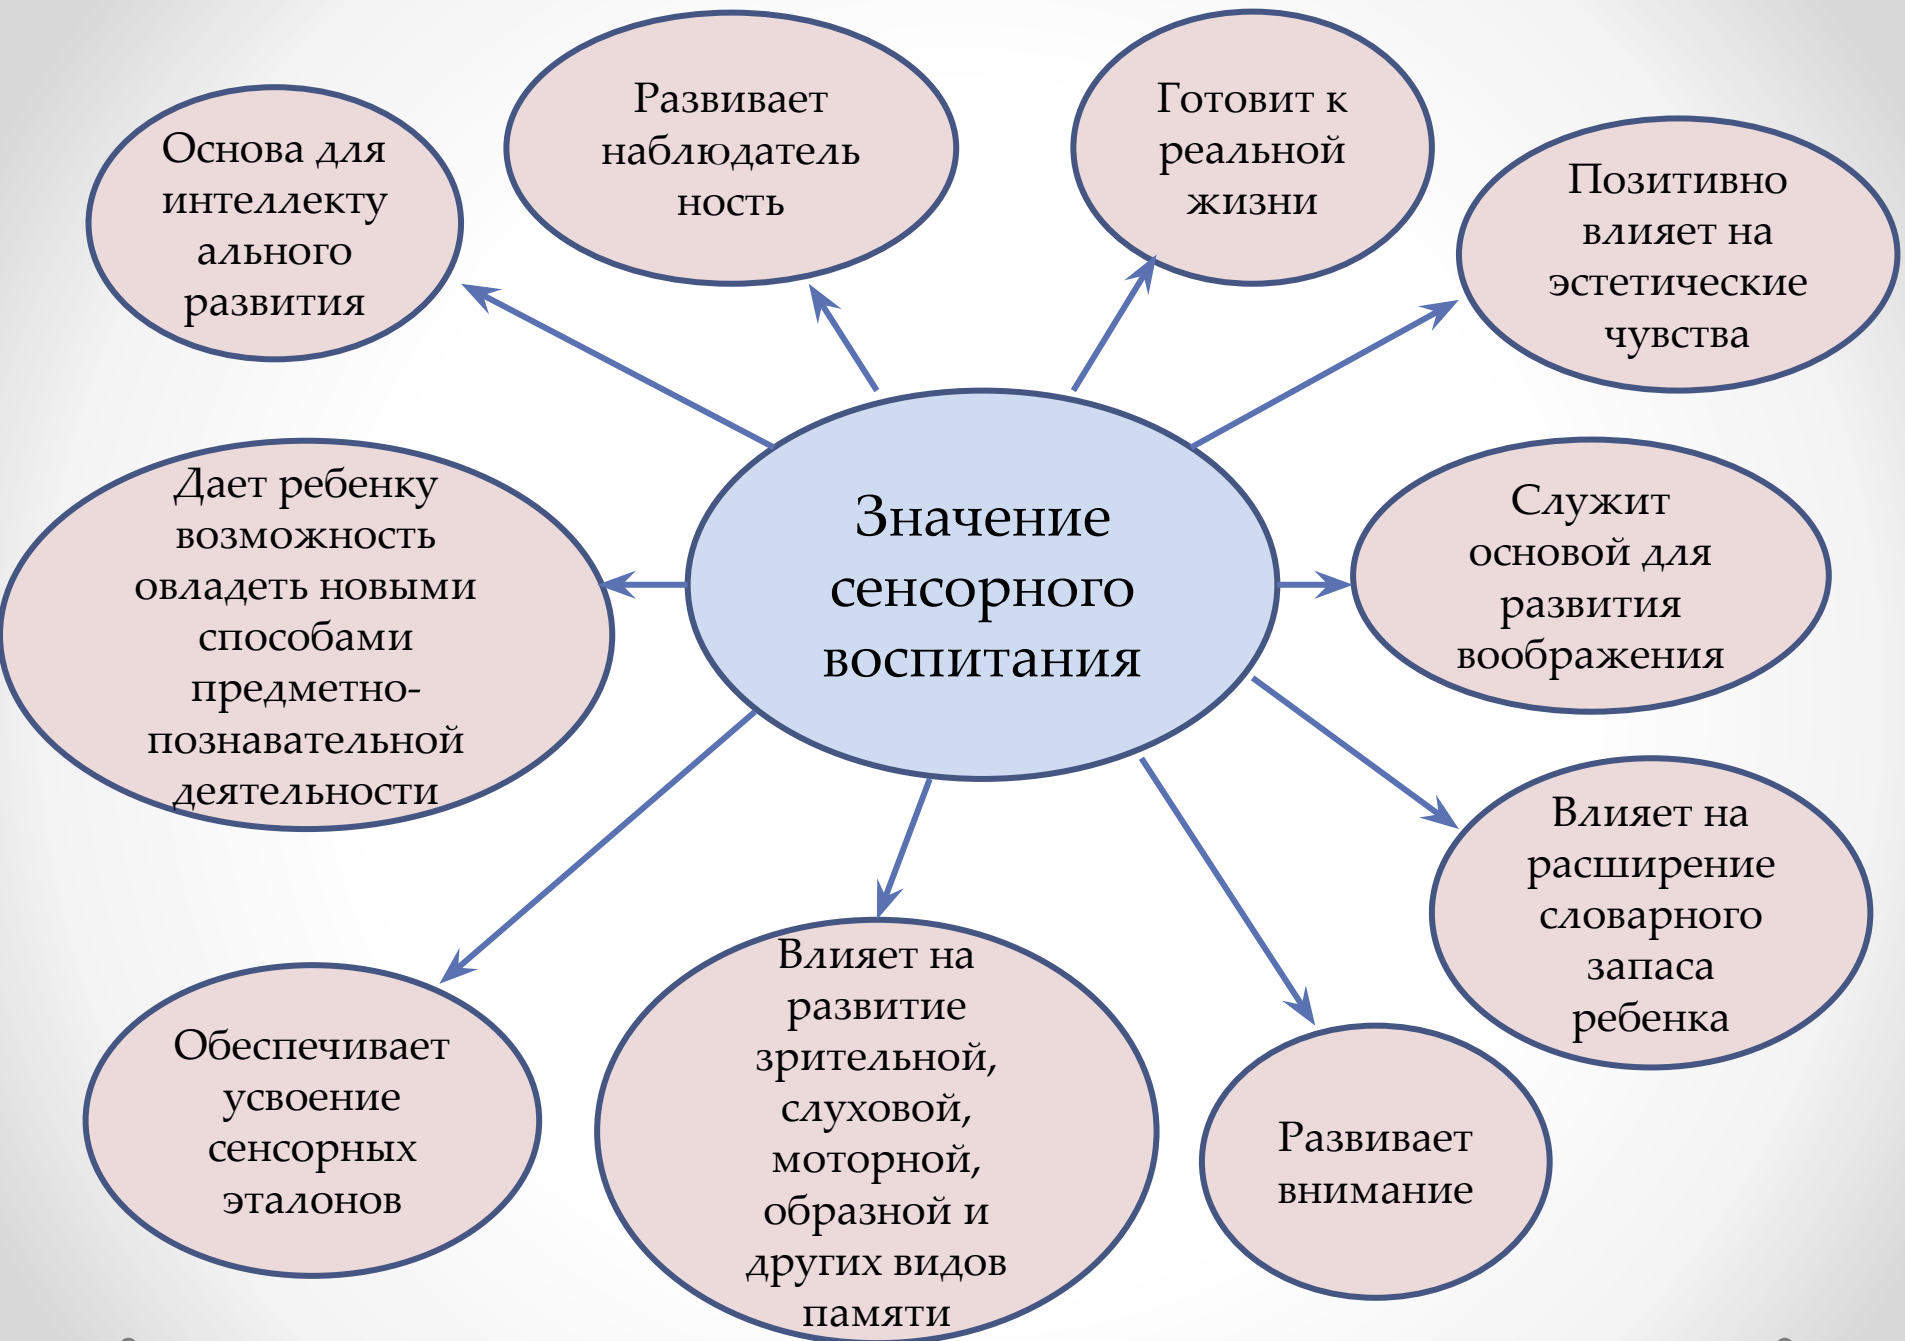 Основа для
интеллекту
ального
развития
Развивает
наблюдатель
ность
Готовит к
реальной
жизни
Позитивно
влияет на
эстетические
чувства
Дает ребенку
возможность
овладеть новыми
способами
предметно-
познавательной
деятельности
Значение
сенсорного
воспитания
Служит
основой для
развития
воображения
Влияет на
расширение
словарного
запаса
ребенка
Обеспечивает
усвоение
сенсорных
эталонов
Влияет на
развитие
зрительной,
слуховой,
моторной,
образной и
других видов
памяти
Развивает
внимание